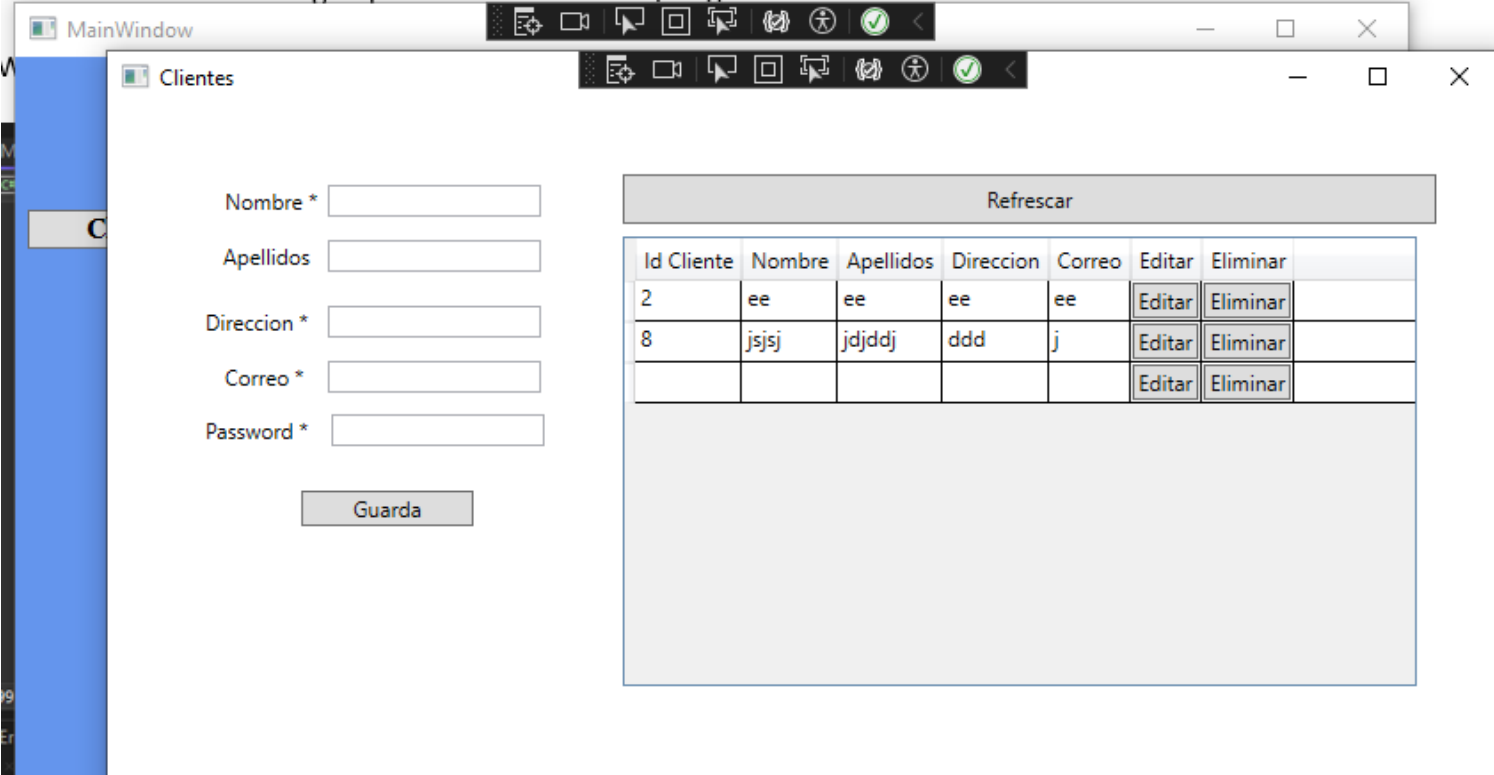 MainWindow
Clientes
Nombre *
Apellidos
Direccion *
Correo *
Password *
Guarda
Refrescar
Id Cliente Nombre Apellidos Direccion Correo Editar Eliminar
2 ee ee ee ee Editar Eliminar
8 jsjsj jdjddj ddd j Editar Eliminar
Editar Eliminar